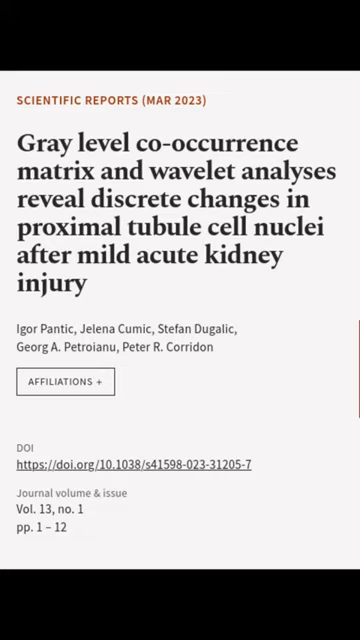 SCIENTIFIC REPORTS (MAR 2023)
Gray level co-occurrence
matrix and wavelet analyses
reveal discrete changes in
proximal tubule cell nuclei
after mild acute kidney
injury
Igor Pantic, Jelena Cumic, Stefan Dugalic,
Georg A. Petroianu, Peter R. Corridon
AFFILIATIONS +
DOI
https://doi.org/10.1038/s41598-023-31205-7
Journal volume & issue
Vol. 13, no. 1
pp. 1 – 12